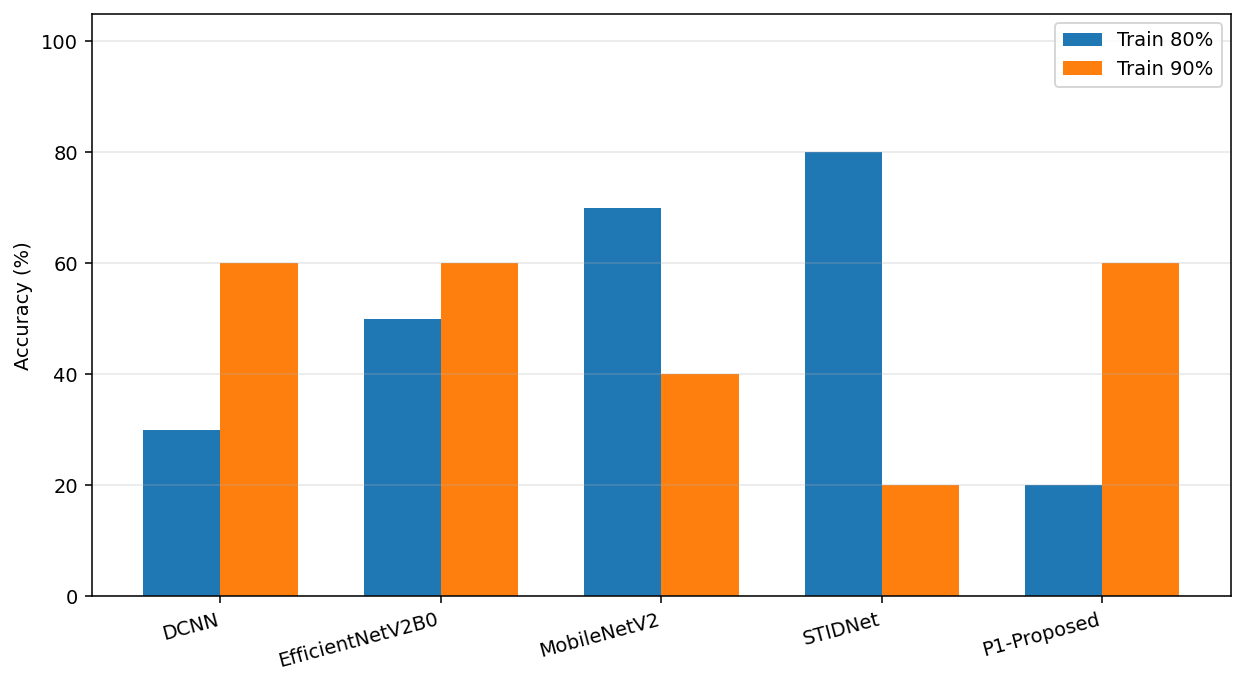 100
80
60
40
20
0
Accuracy (%)
Train 80%
Train 90%
DCNN
EfficientNetV2B0
MobileNetV2
STIDNet
P1-Proposed